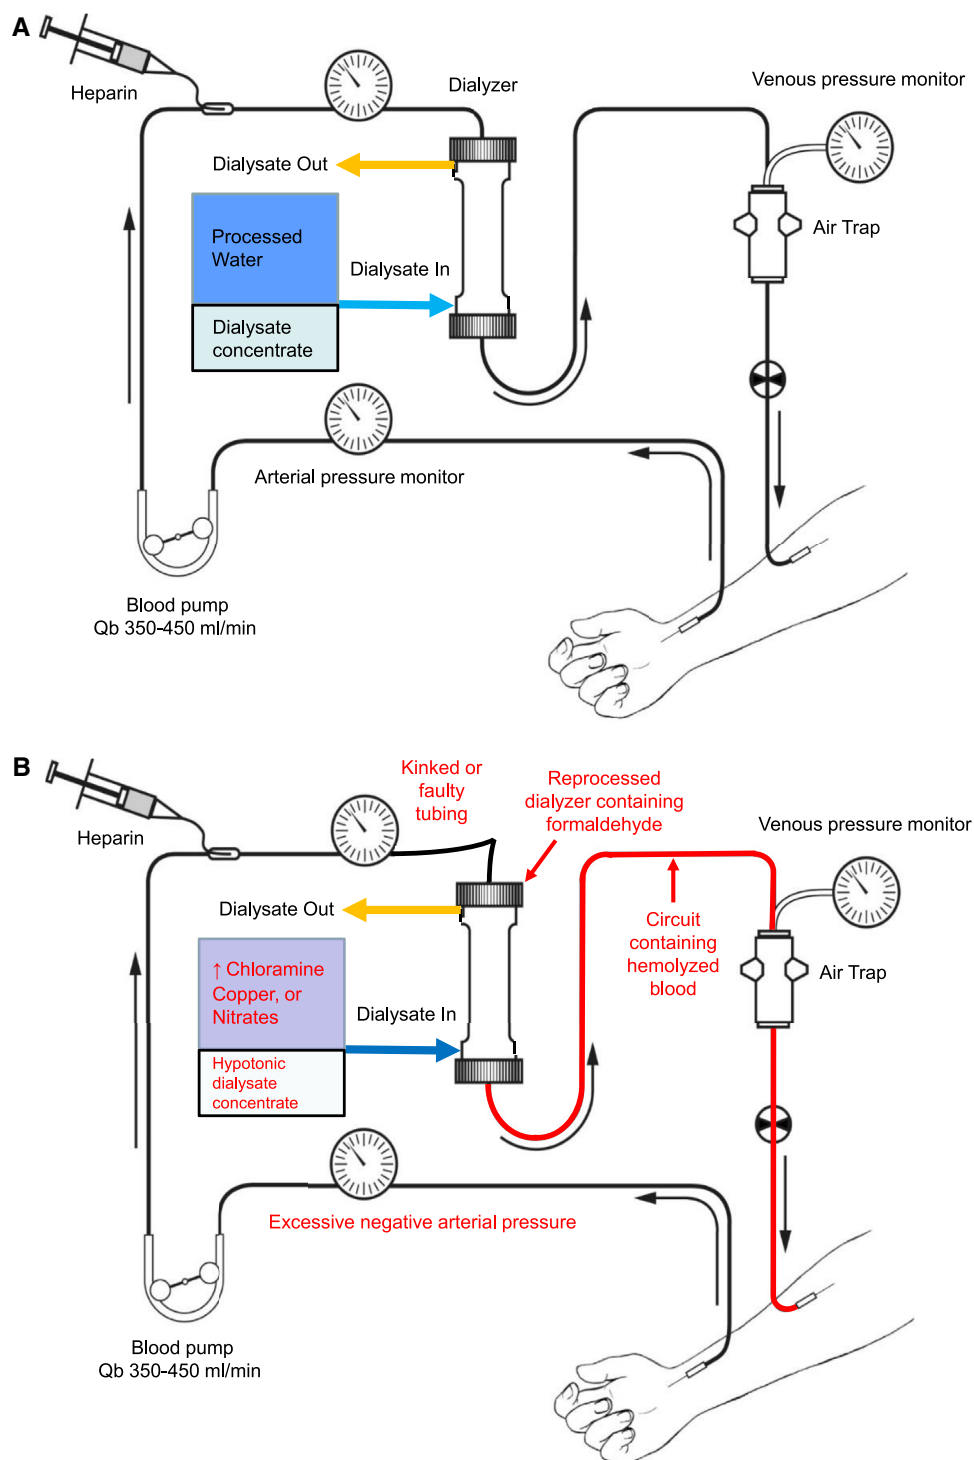 A
Heparin
Dialyzer
Venous pressure monitor
Dialysate Out
Processed
Water
Air Trap
Dialysate In
Dialysate
concentrate
Arterial pressure monitor
Blood pump
Qb 350-450 ml/min
B
Kinked or
faulty
tubing
Reprocessed
dialyzer containing
formaldehyde
Heparin
Venous pressure monitor
Dialysate Out
Circuit
containing
hemolyzed
blood
↑ Chloramine
Copper, or
Nitrates
Air Trap
Dialysate In
Hypotonic
dialysate
concentrate
Excessive negative arterial pressure
Blood pump
Qb 350-450 ml/min